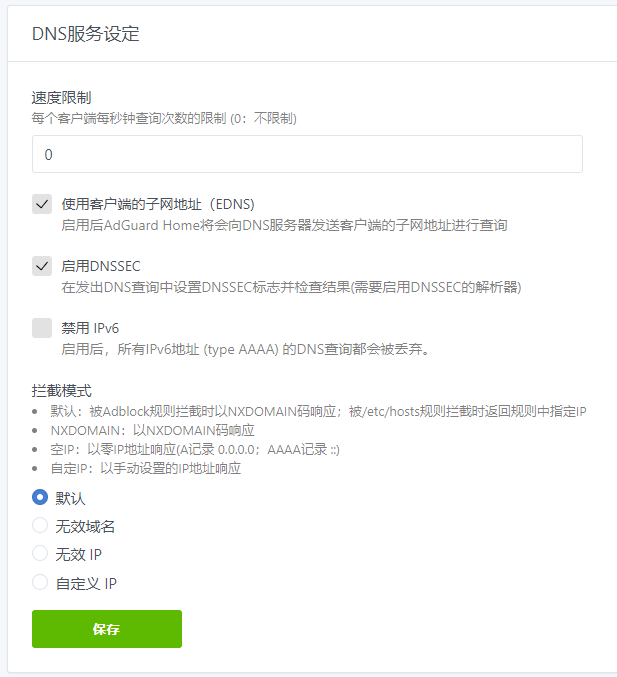 DNS服务设定
速度限制
每个客户端每秒钟查询次数的限制 (0：不限制)
0
使用客户端的子网地址（EDNS)
启用后AdGuard Home将会向DNS服务器发送客户端的子网地址进行查询
启用DNSSEC
在发出DNS查询中设置DNSSEC标志并检查结果(需要启用DNSSEC的解析器)
禁用 IPv6
启用后，所有IPv6地址 (type AAAA) 的DNS查询都会被丢弃。
拦截模式
• 默认：被Adblock规则拦截时以NXDOMAIN码响应；被/etc/hosts规则拦截时返回规则中指定IP
• NXDOMAIN：以NXDOMAIN码响应
• 空IP：以零IP地址响应(A记录 0.0.0.0；AAAA记录 ::)
• 自定IP：以手动设置的IP地址响应
默认
无效域名
无效 IP
自定义 IP
保存